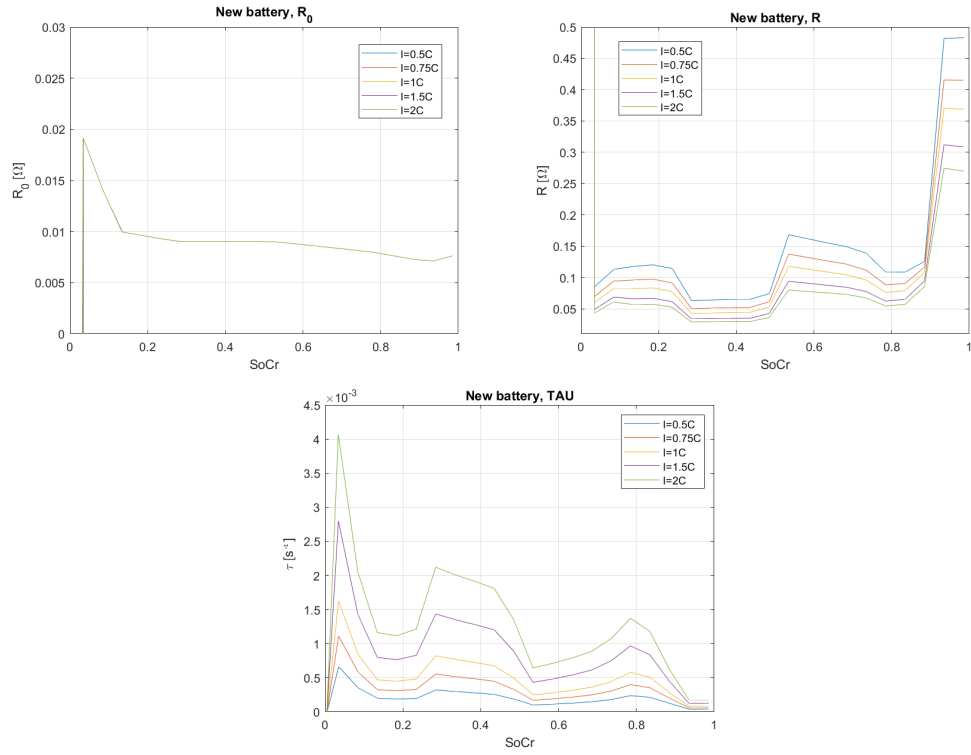 New battery, R₀
0.03
0.025
0.02
0.015
0.01
0.005
0
R₀ [Ω]
0 0.2 0.4 0.6 0.8 1
SoCr
I=0.5C
I=0.75C
I=1C
I=1.5C
I=2C
New battery, R
0.5
0.45
0.4
0.35
0.3
0.25
0.2
0.15
0.1
0.05
R [Ω]
0 0.2 0.4 0.6 0.8 1
SoCr
I=0.5C
I=0.75C
I=1C
I=1.5C
I=2C
New battery, TAU
×10⁻³
4.5
4
3.5
3
2.5
2
1.5
1
0.5
0
τ [s⁻¹]
0 0.2 0.4 0.6 0.8 1
SoCr
I=0.5C
I=0.75C
I=1C
I=1.5C
I=2C